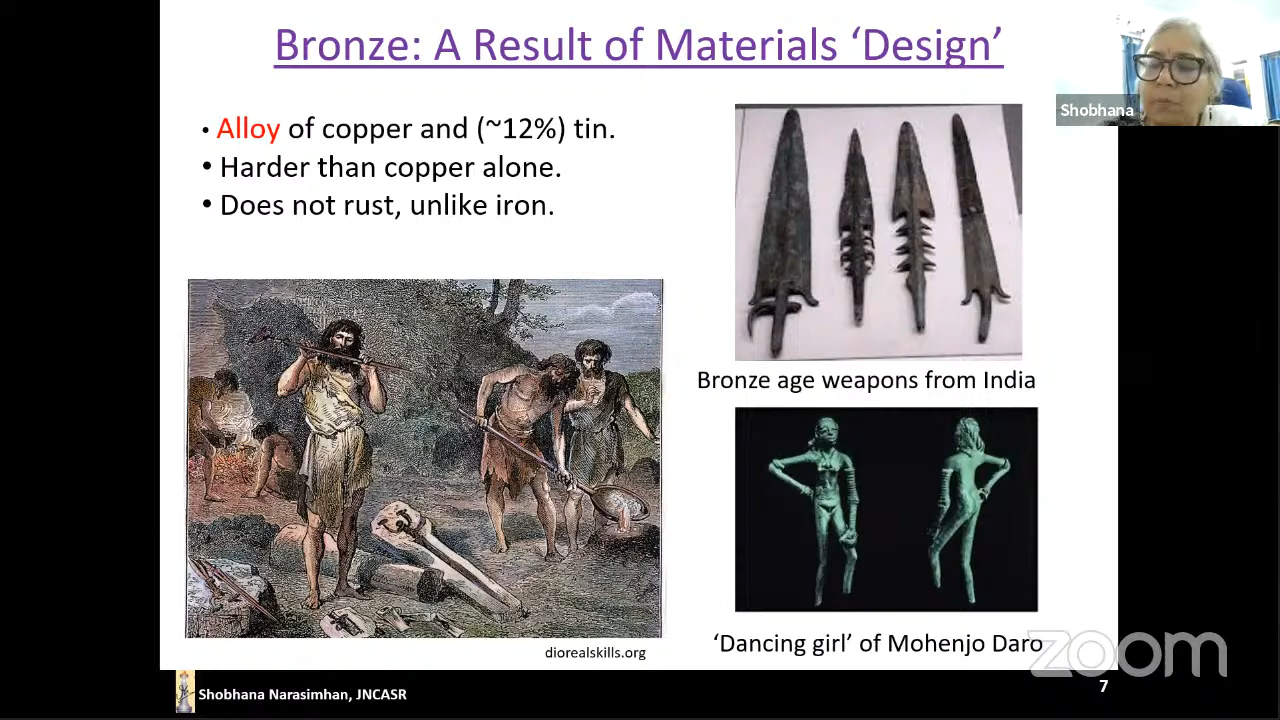 Bronze: A Result of Materials ‘Design’
Shobhana
• Alloy of copper and (~12%) tin.
• Harder than copper alone.
• Does not rust, unlike iron.
Bronze age weapons from India
‘Dancing girl’ of Mohenjo Daro
diorealskills.org
zoom
Shobhana Narasimhan, JNCASR
7